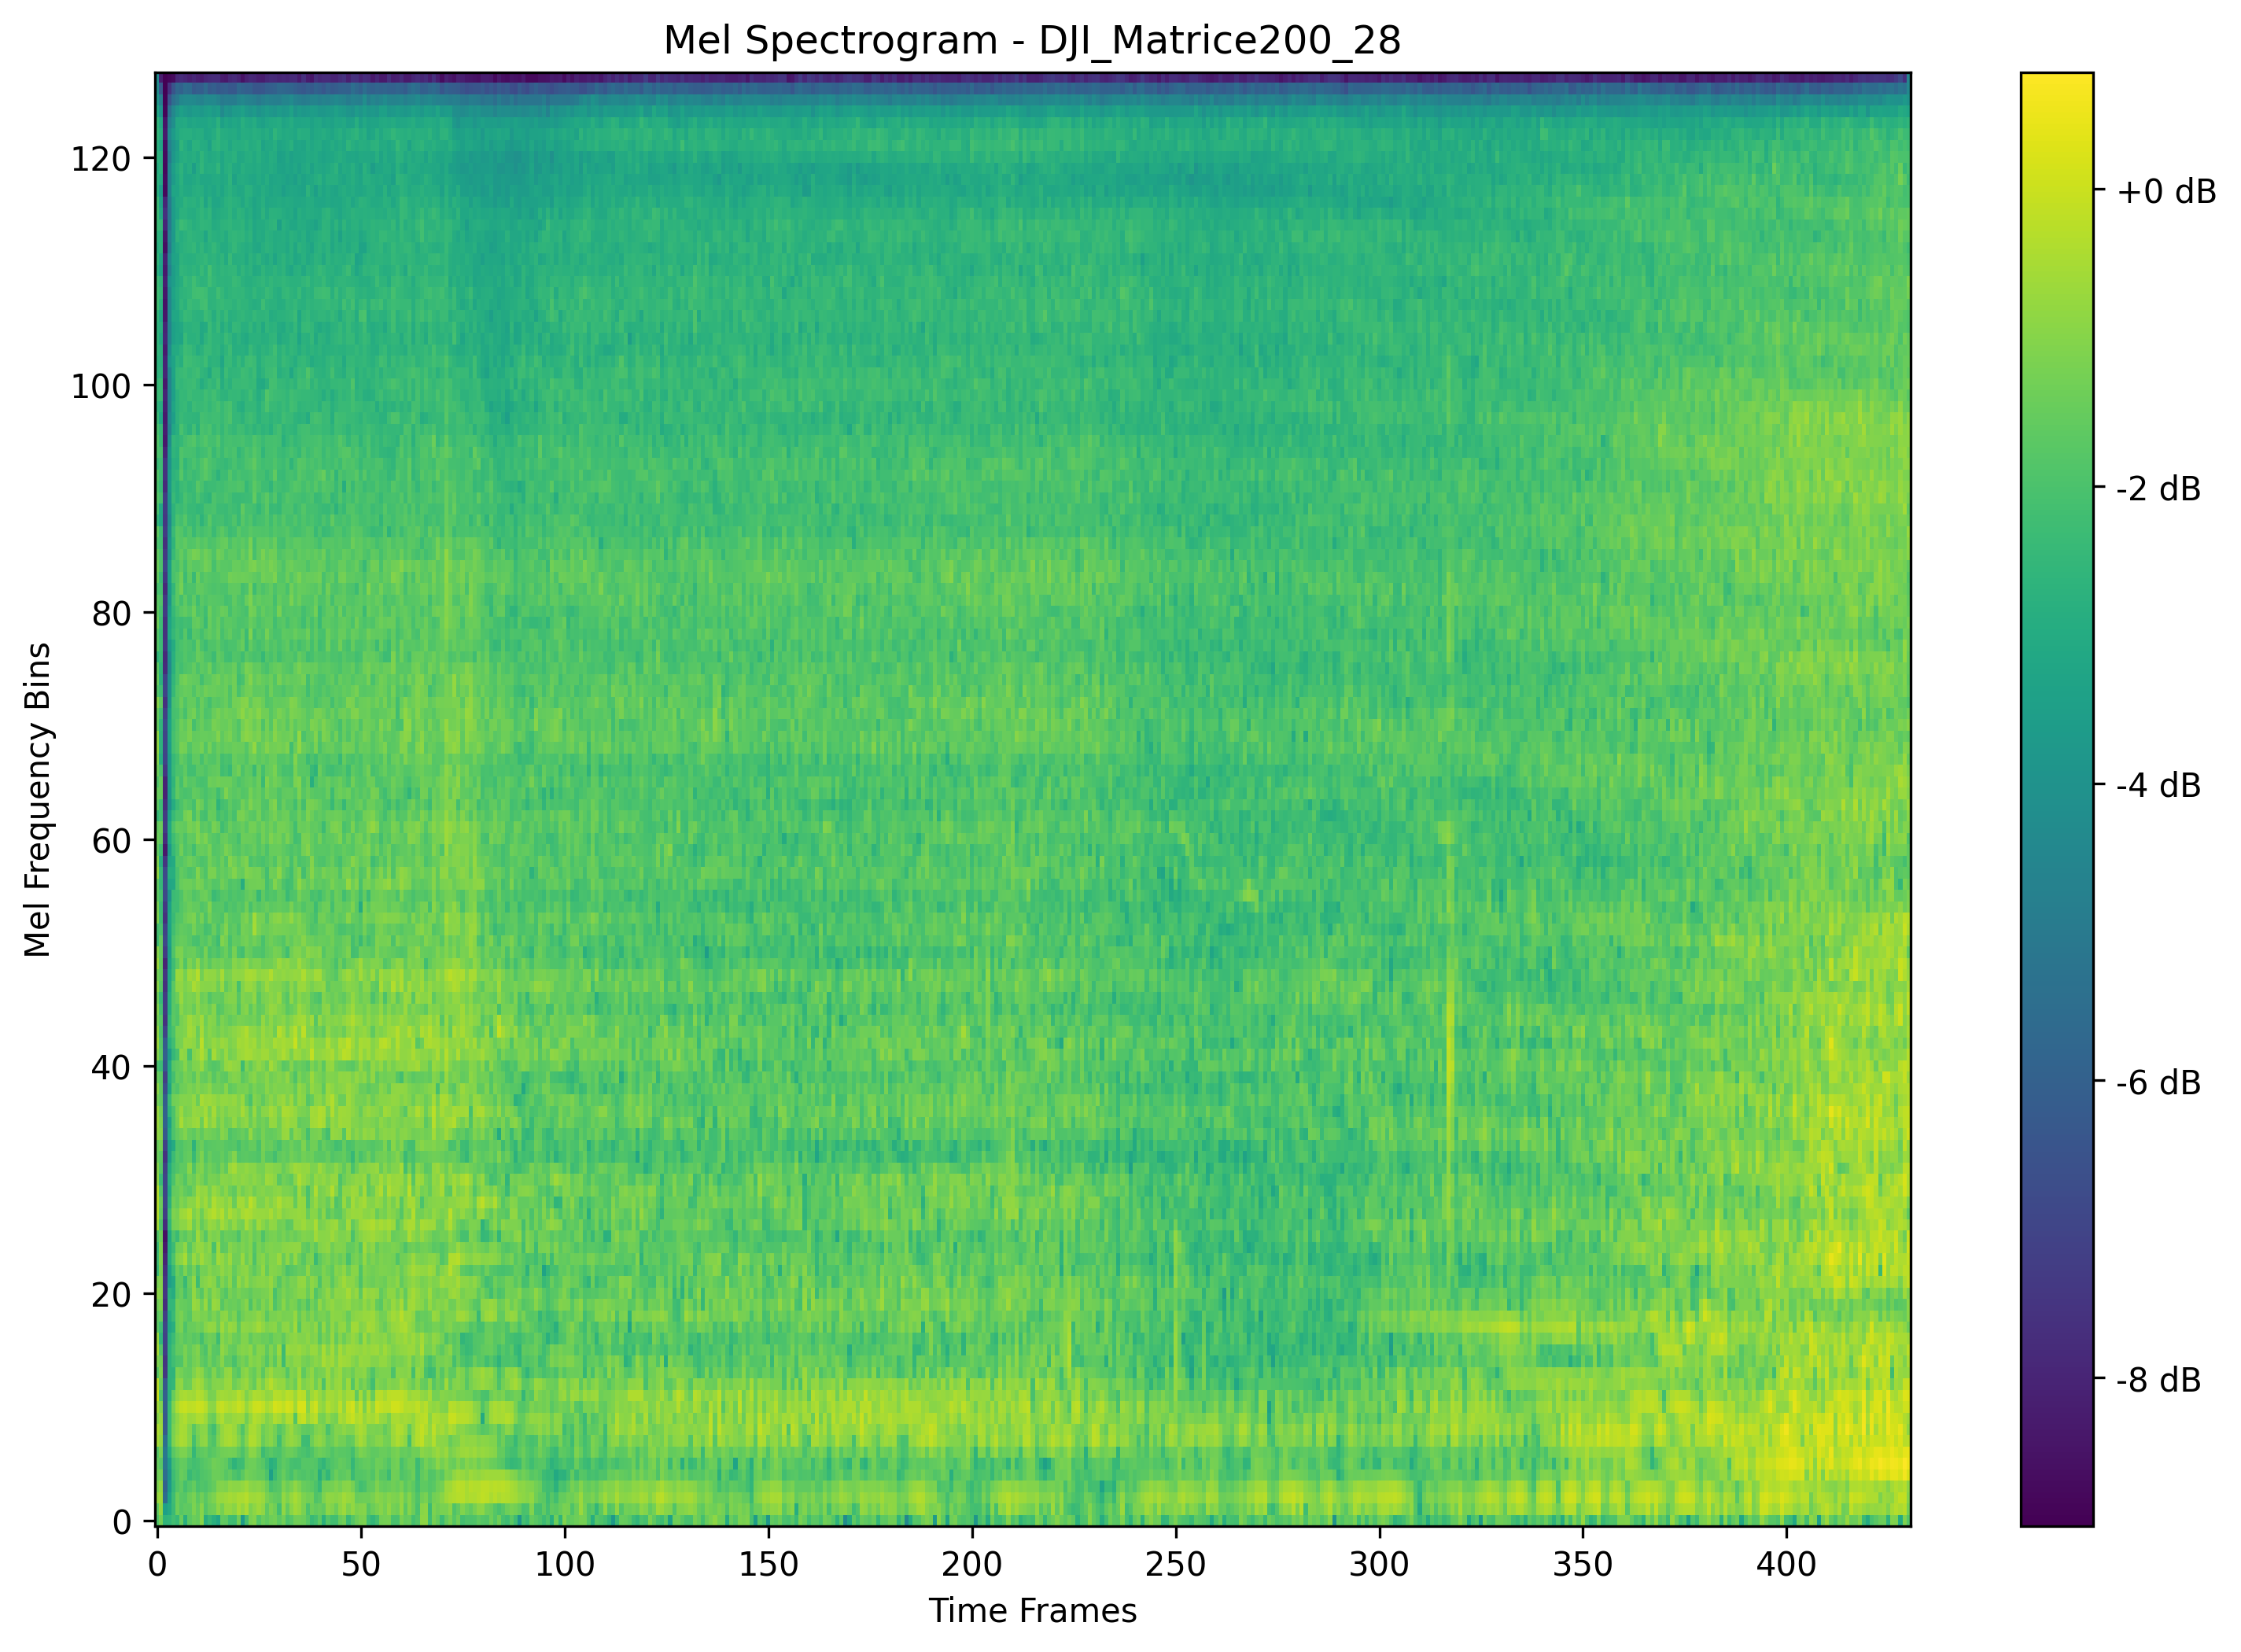 Mel Spectrogram - DJI_Matrice200_28
120
100
80
60
40
20
0
Mel Frequency Bins
0 50 100 150 200 250 300 350 400
Time Frames
+0 dB
-2 dB
-4 dB
-6 dB
-8 dB